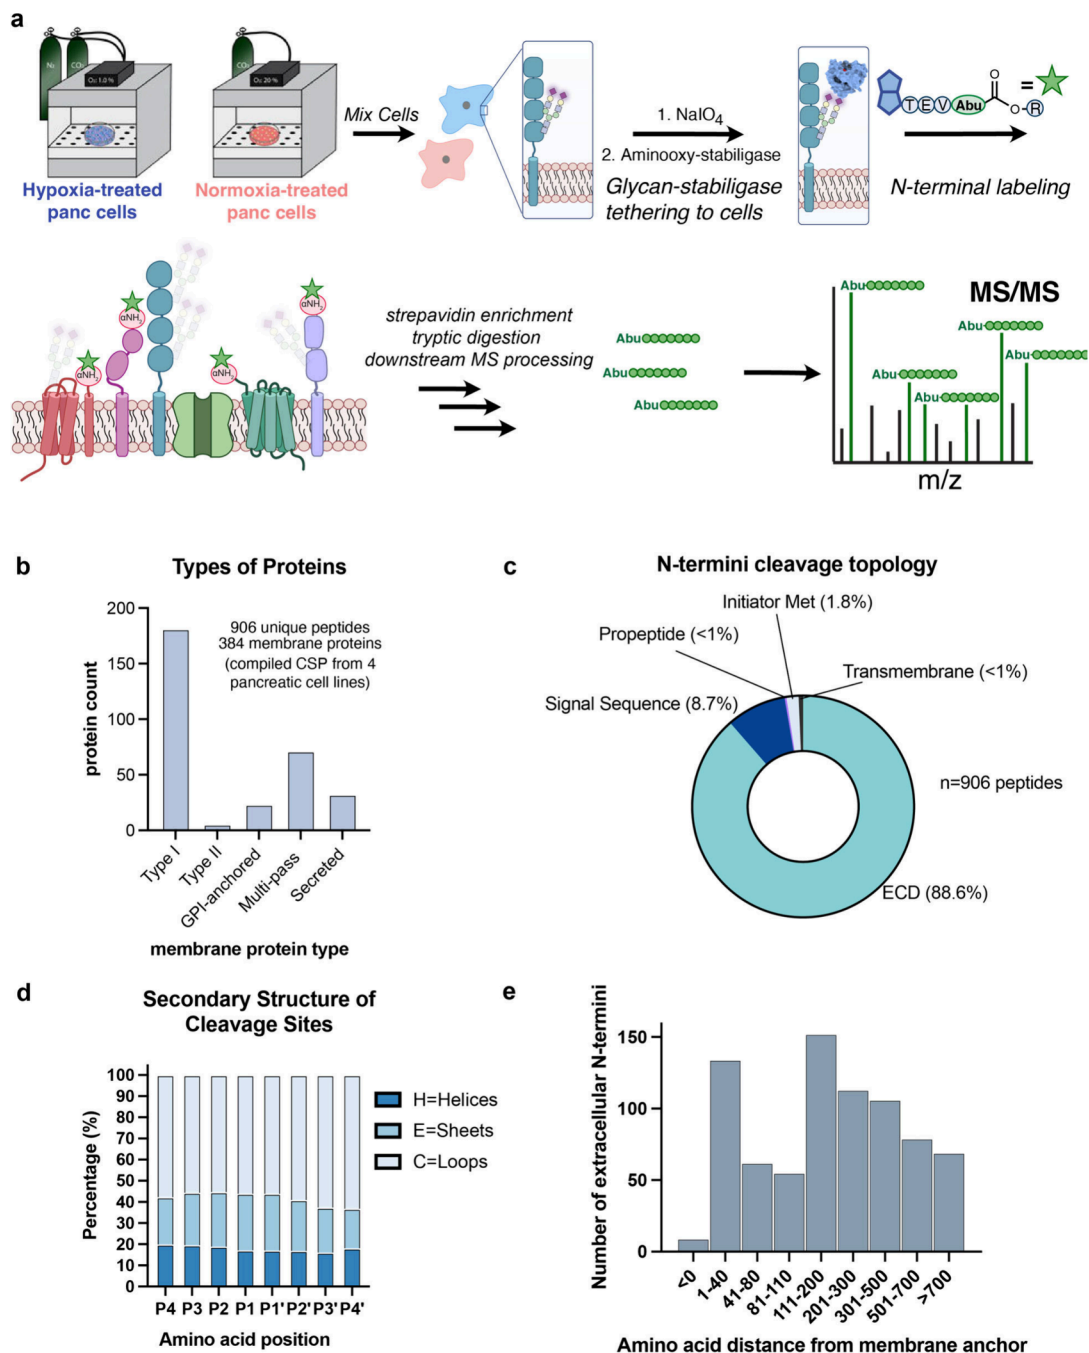 a
N₂
CO₂
O₂: 1.0 %
CO₂
O₂ 20 %
Mix Cells
Hypoxia-treated
panc cells
Normoxia-treated
panc cells
1. NaIO₄
2. Aminooxy-stabiligase
Glycan-stabiligase
tethering to cells
T E V Abu O O R = 
N-terminal labeling
αNH₂
αNH₂
αNH₂
αNH₂
strepavidin enrichment
tryptic digestion
downstream MS processing
Abu
Abu
Abu
MS/MS
Abu
Abu
Abu
Abu
Abu
m/z
b
Types of Proteins
906 unique peptides
384 membrane proteins
(compiled CSP from 4
pancreatic cell lines)
protein count
200
150
100
50
0
Type I
Type II
GPI-anchored
Multi-pass
Secreted
membrane protein type
c
N-termini cleavage topology
Initiator Met (1.8%)
Propeptide (<1%)
Transmembrane (<1%)
Signal Sequence (8.7%)
n=906 peptides
ECD (88.6%)
d
Secondary Structure of
Cleavage Sites
Percentage (%)
100
90
80
70
60
50
40
30
20
10
0
P4 P3 P2 P1 P1' P2' P3' P4'
Amino acid position
H=Helices
E=Sheets
C=Loops
e
Number of extracellular N-termini
150
100
50
0
<0
1-40
41-80
81-110
111-200
201-300
301-500
501-700
>700
Amino acid distance from membrane anchor